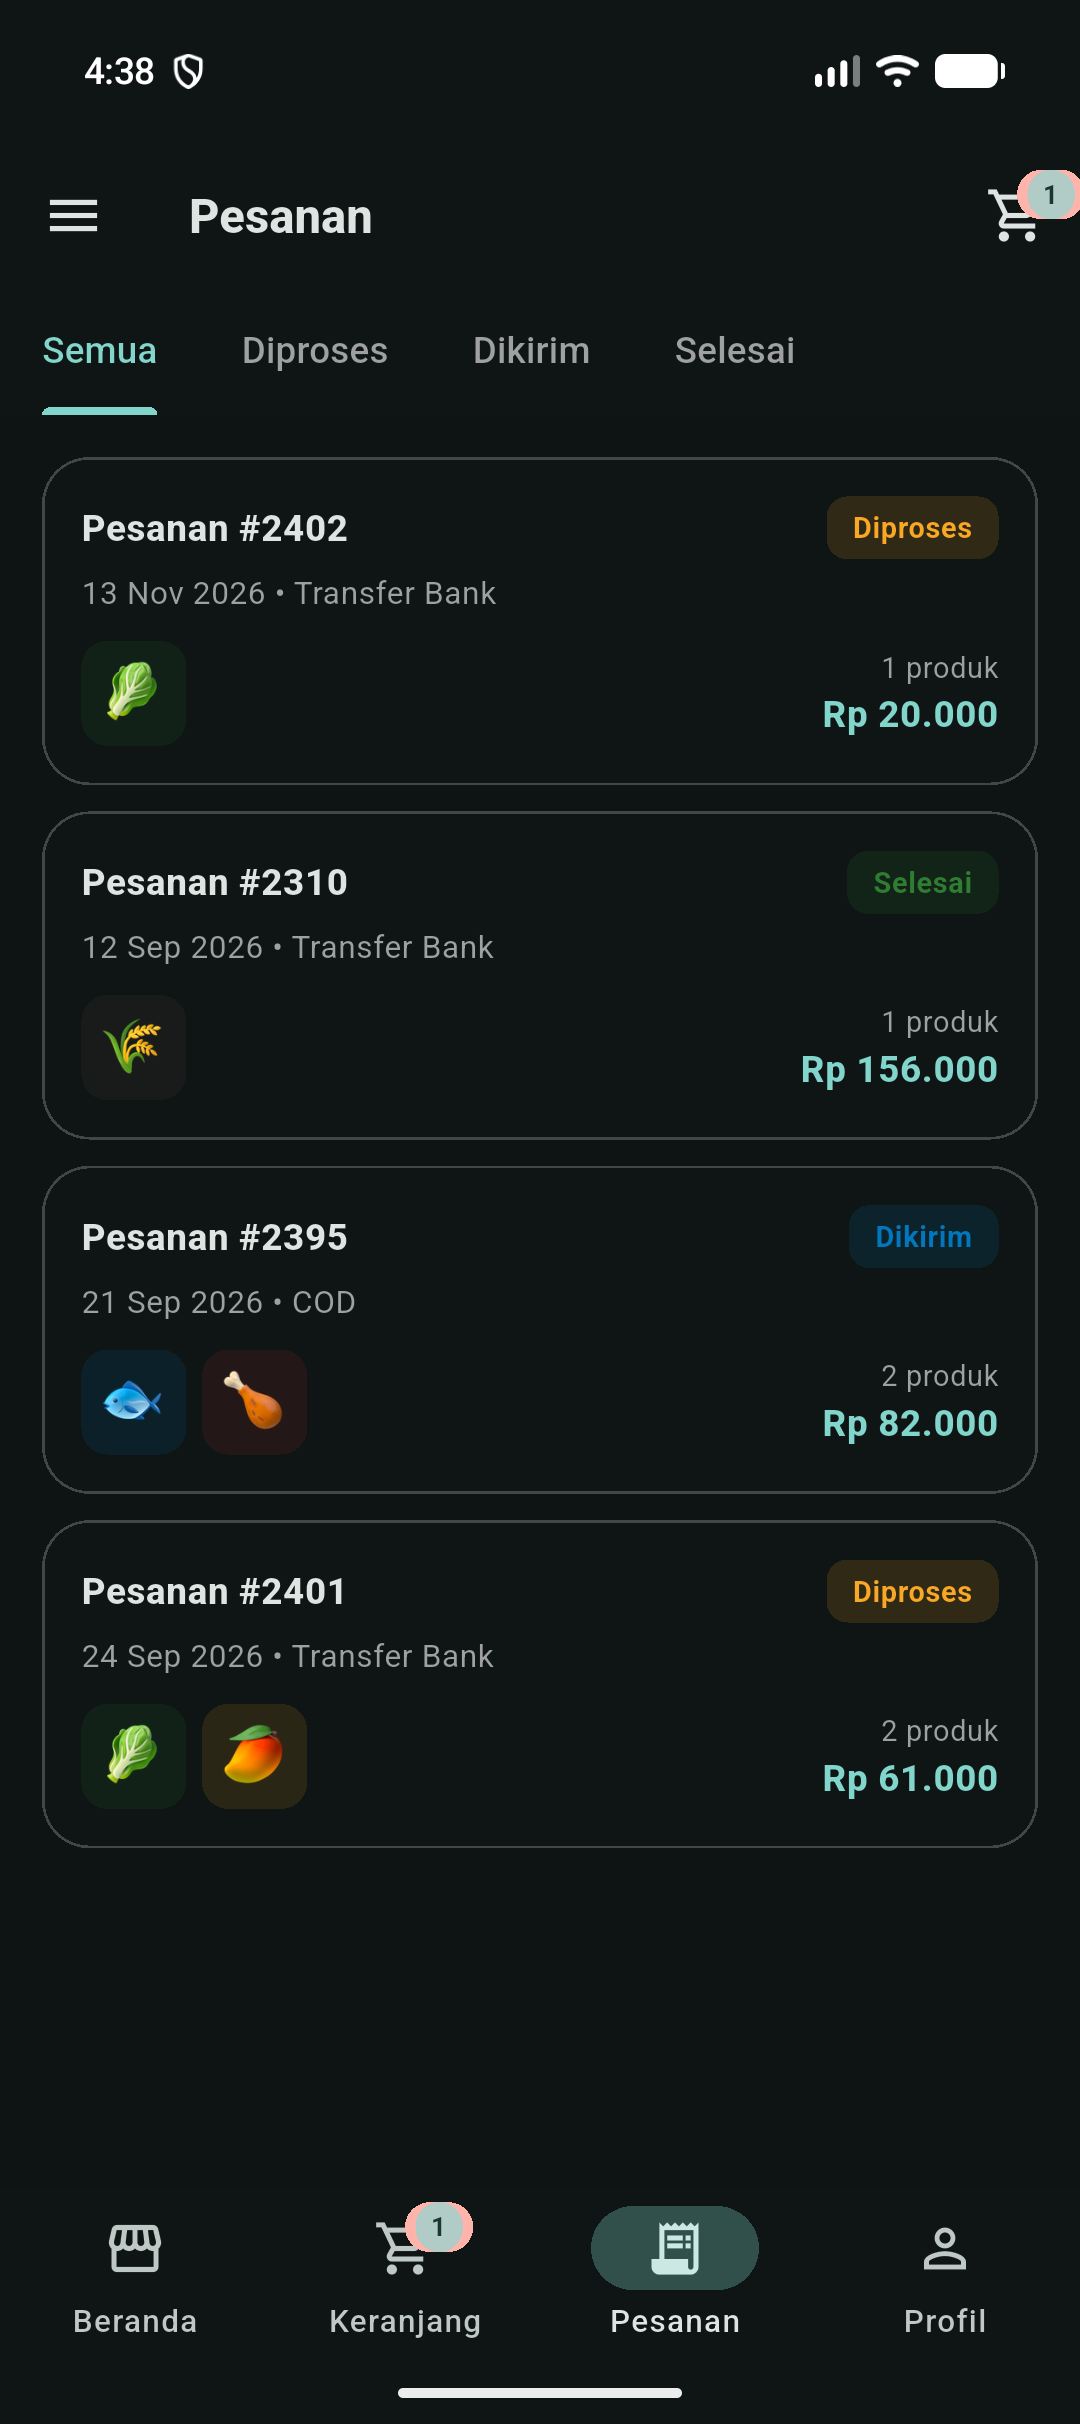 4:38
Pesanan
1
Semua
Diproses
Dikirim
Selesai
Pesanan #2402
Diproses
13 Nov 2026 • Transfer Bank
1 produk
Rp 20.000
Pesanan #2310
Selesai
12 Sep 2026 • Transfer Bank
1 produk
Rp 156.000
Pesanan #2395
Dikirim
21 Sep 2026 • COD
2 produk
Rp 82.000
Pesanan #2401
Diproses
24 Sep 2026 • Transfer Bank
2 produk
Rp 61.000
1
Beranda
Keranjang
Pesanan
Profil